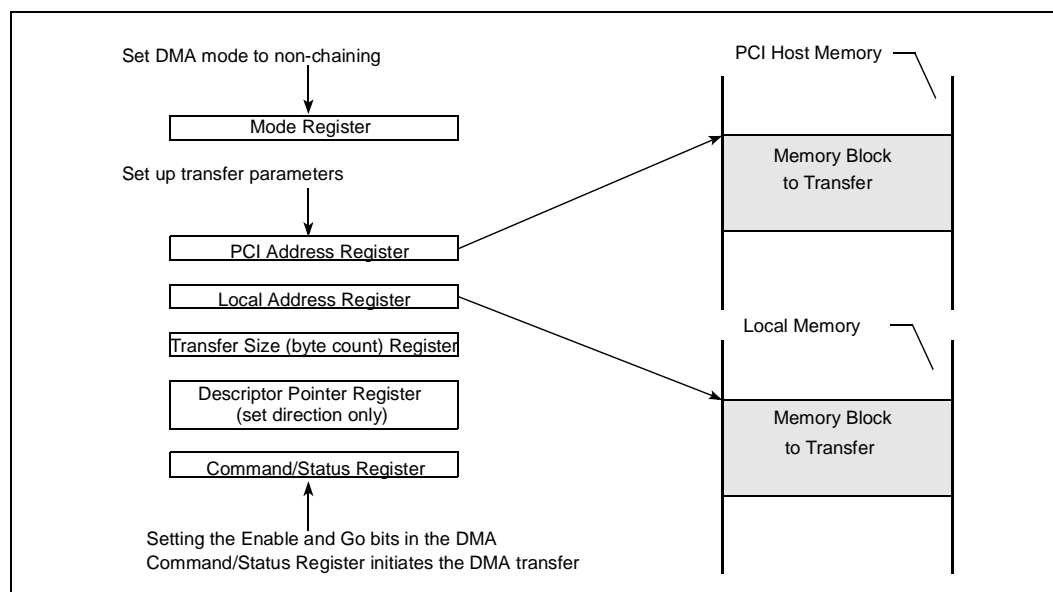 Set DMA mode to non-chaining
Mode Register
Set up transfer parameters
PCI Address Register
Local Address Register
Transfer Size (byte count) Register
Descriptor Pointer Register
(set direction only)
Command/Status Register
Setting the Enable and Go bits in the DMA
Command/Status Register initiates the DMA transfer
PCI Host Memory
Memory Block
to Transfer
Local Memory
Memory Block
to Transfer